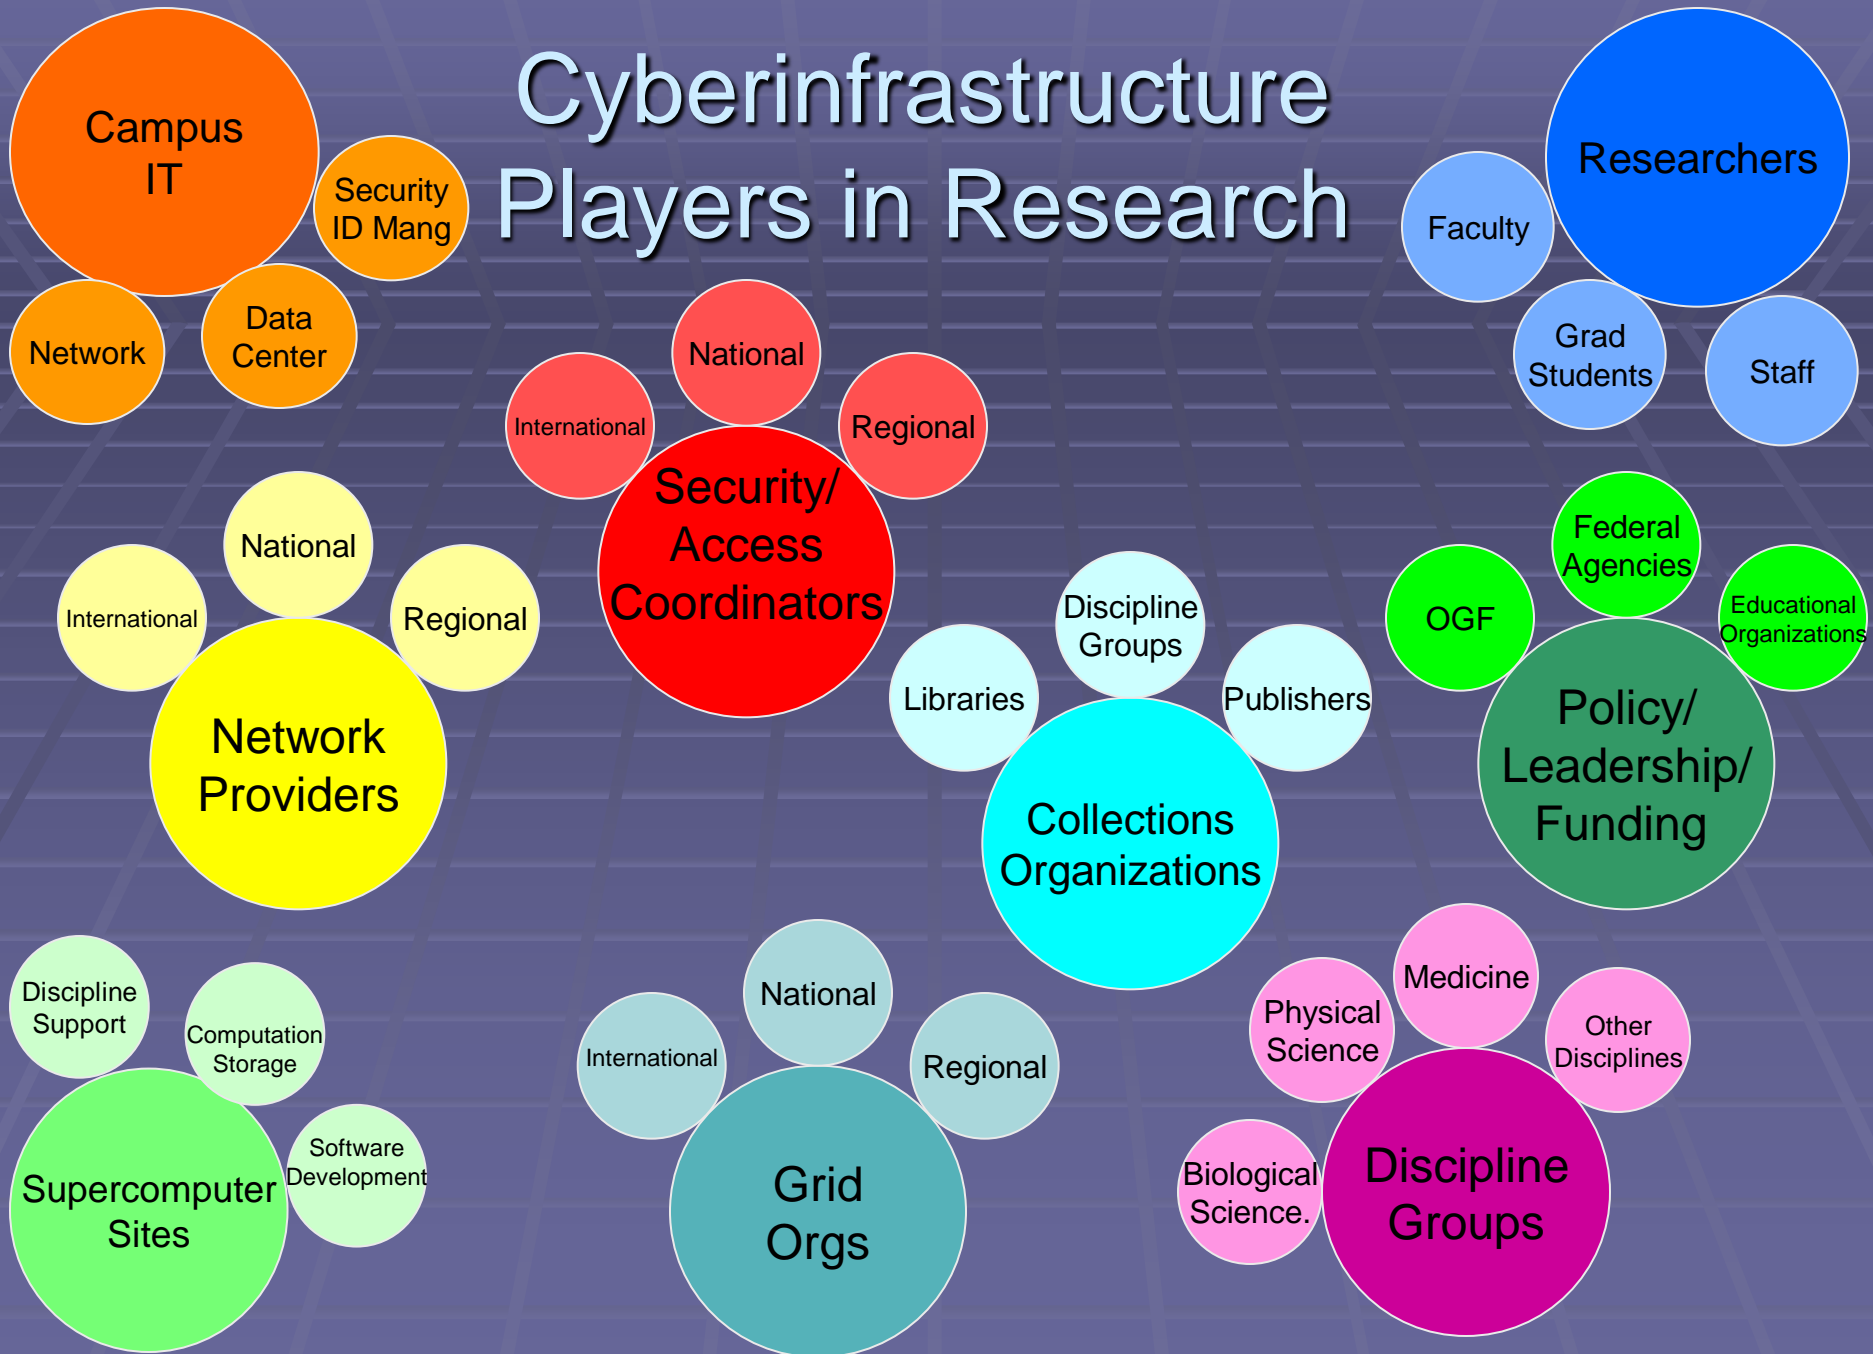 Cyberinfrastructure
Players in Research
Campus
IT
Security
ID Mang
Network
Data
Center
Researchers
Faculty
Grad
Students
Staff
International
National
Regional
Security/
Access
Coordinators
International
National
Regional
Network
Providers
Libraries
Discipline
Groups
Publishers
Collections
Organizations
OGF
Federal
Agencies
Educational
Organizations
Policy/
Leadership/
Funding
Discipline
Support
Computation
Storage
Software
Development
Supercomputer
Sites
International
National
Regional
Grid
Orgs
Biological
Science.
Physical
Science
Medicine
Other
Disciplines
Discipline
Groups